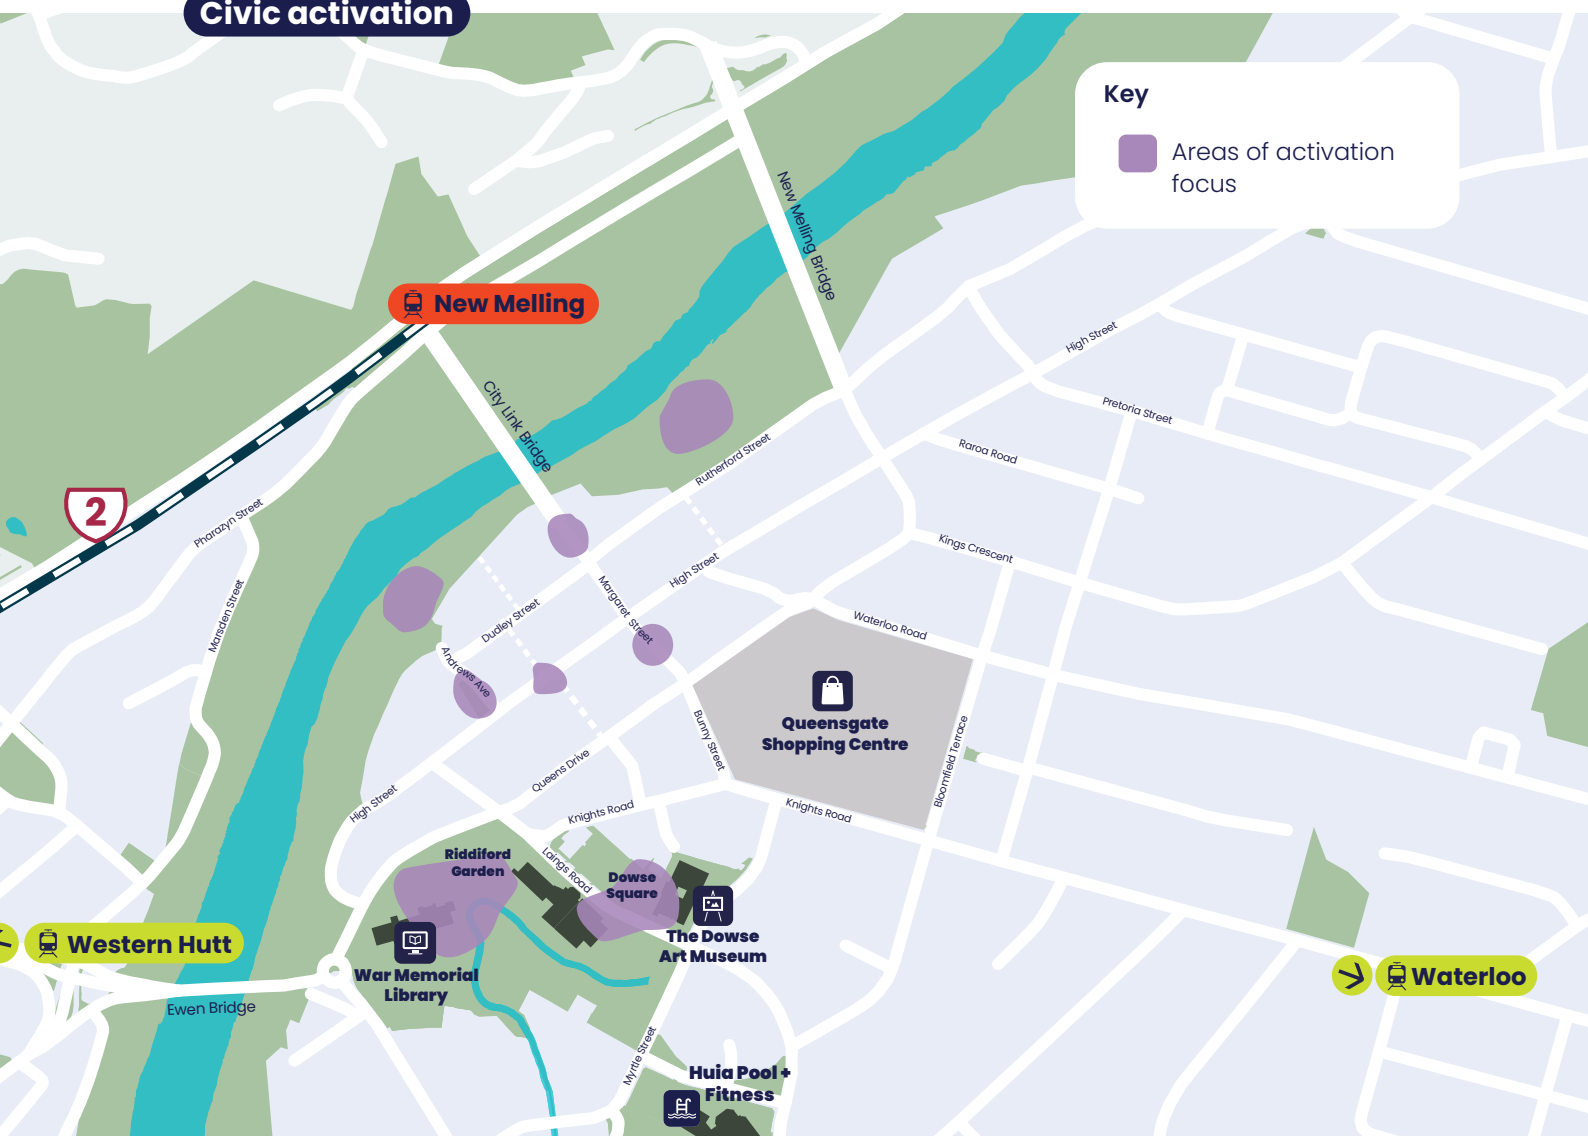 Civic activation
Key
Areas of activation
focus
New Melling Bridge
New Melling
High Street
City Link Bridge
Pretoria Street
Rutherford Street
Raroa Road
2
Pharazyn Street
Kings Crescent
High Street
Marsden Street
Margaret Street
Dudley Street
Waterloo Road
Andrews Ave
Queensgate
Shopping Centre
Bunny Street
Bloomfield Terrace
Queens Drive
High Street
Knights Road
Knights Road
Riddiford
Garden
Laings Road
Dowse
Square
The Dowse
Art Museum
Western Hutt
War Memorial
Library
Waterloo
Ewen Bridge
Myrtle Street
Huia Pool +
Fitness